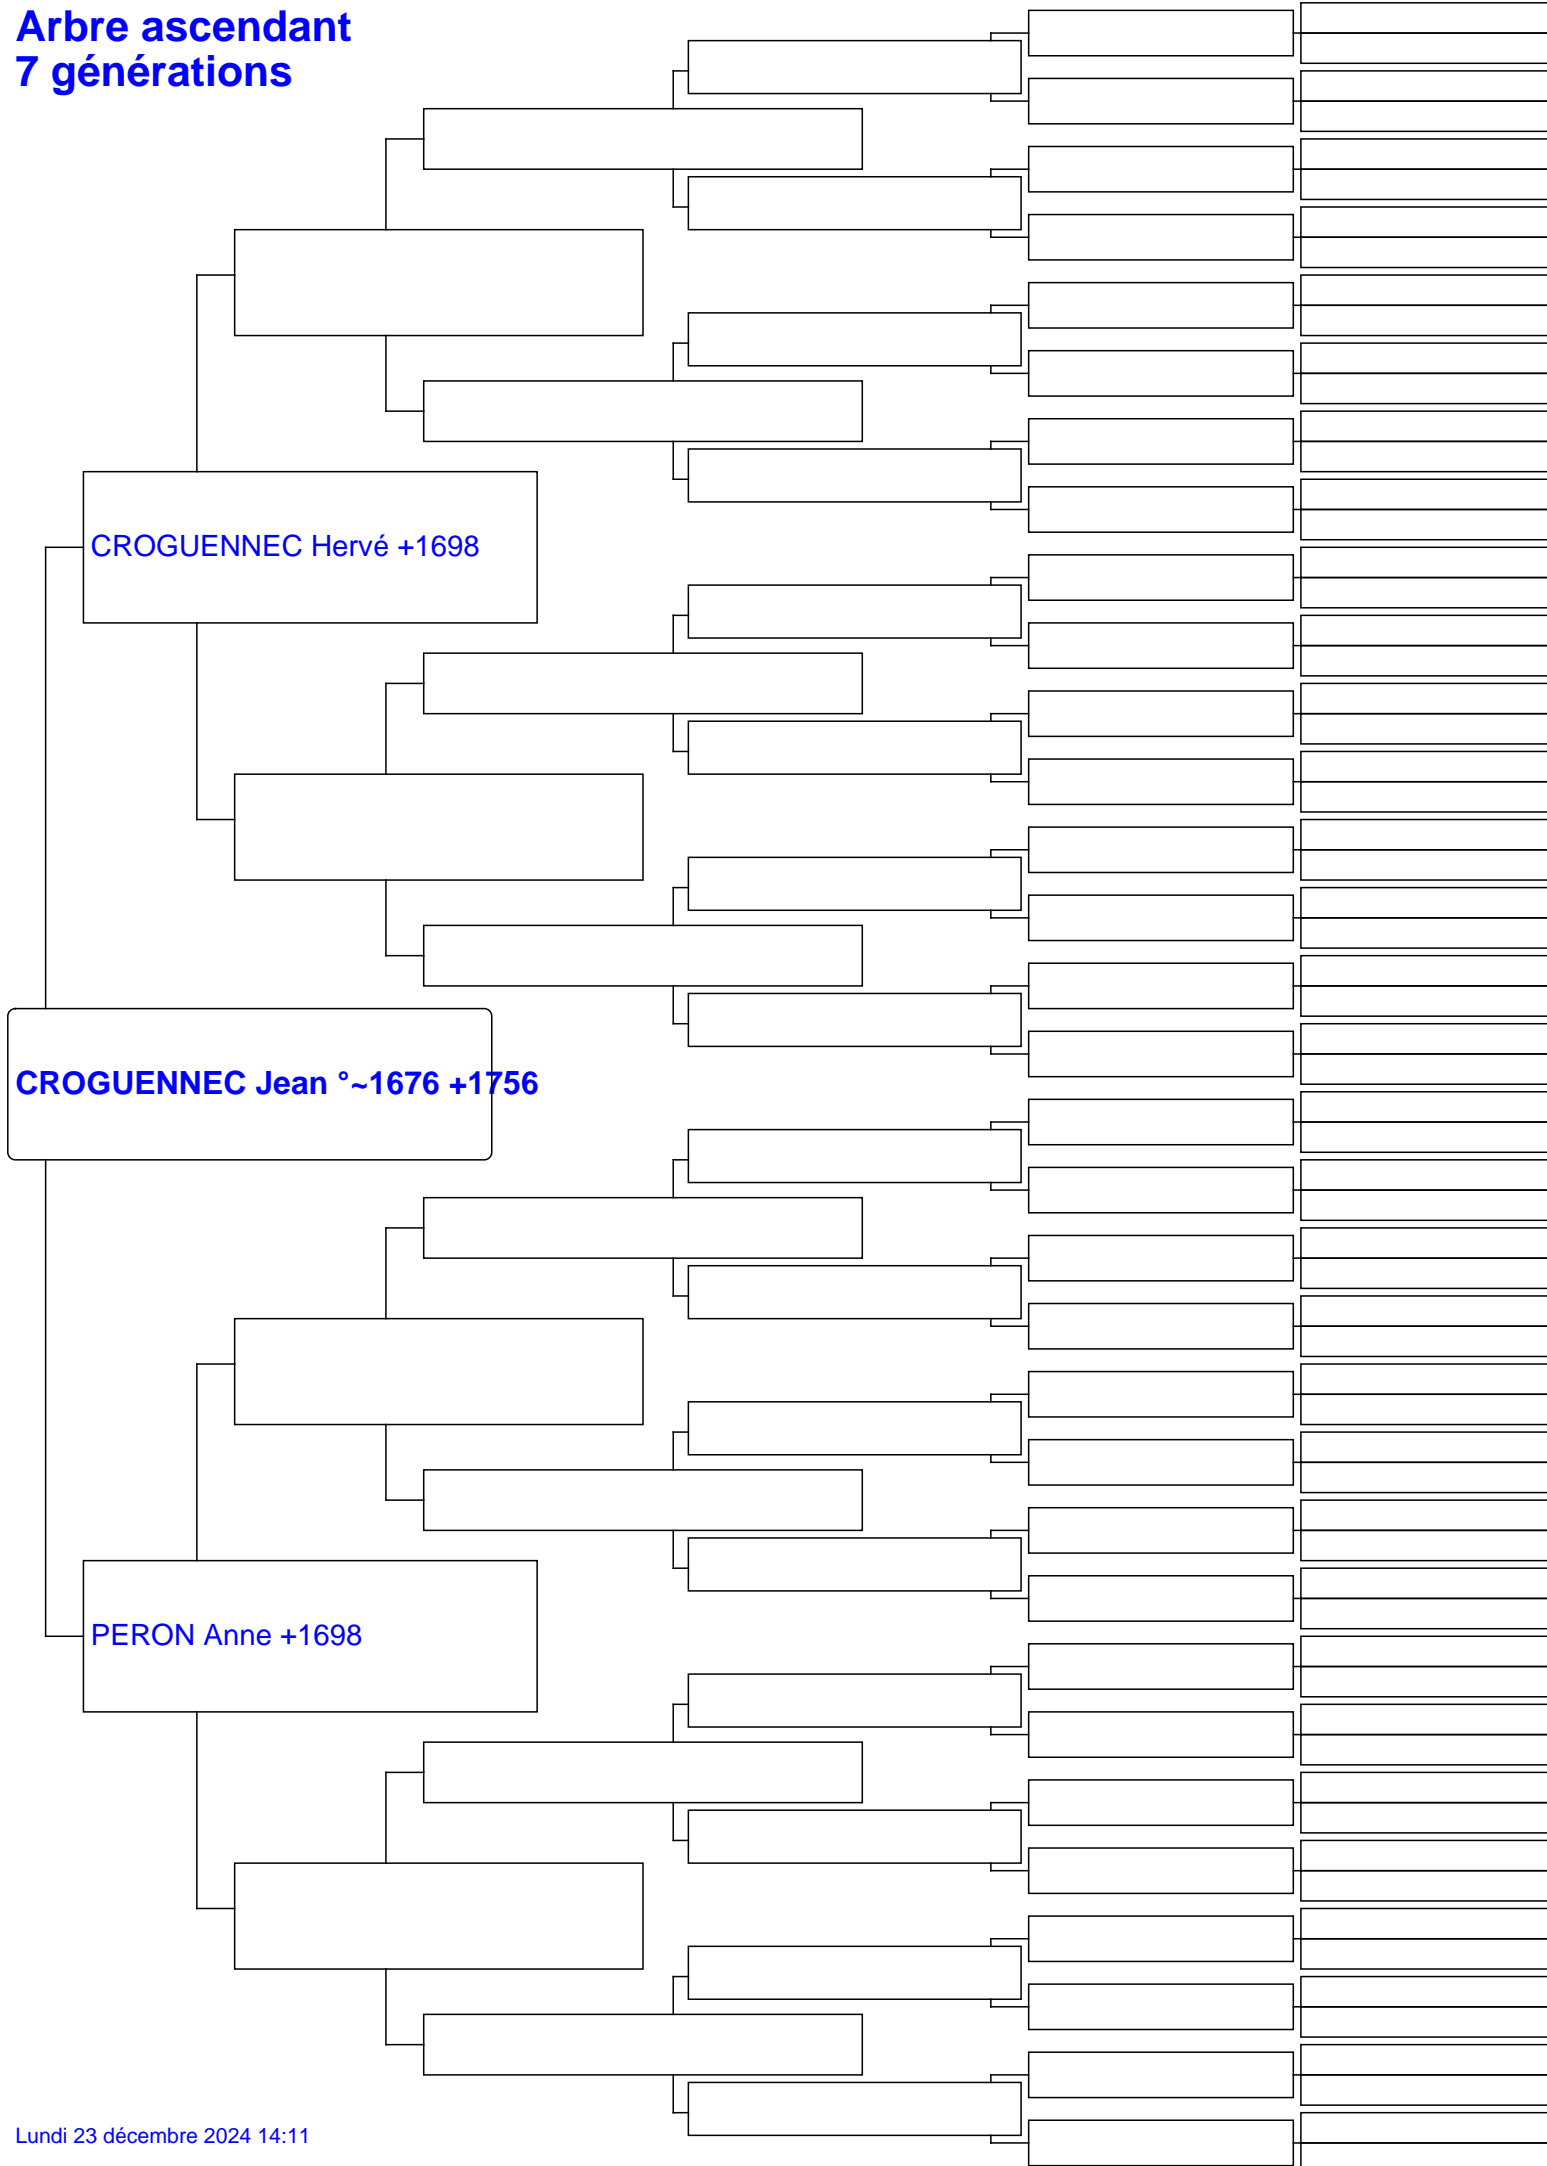 Arbre ascendant
7 générations
CROGUENNEC Hervé +1698
CROGUENNEC Jean °~1676 +1756
PERON Anne +1698
Lundi 23 décembre 2024 14:11